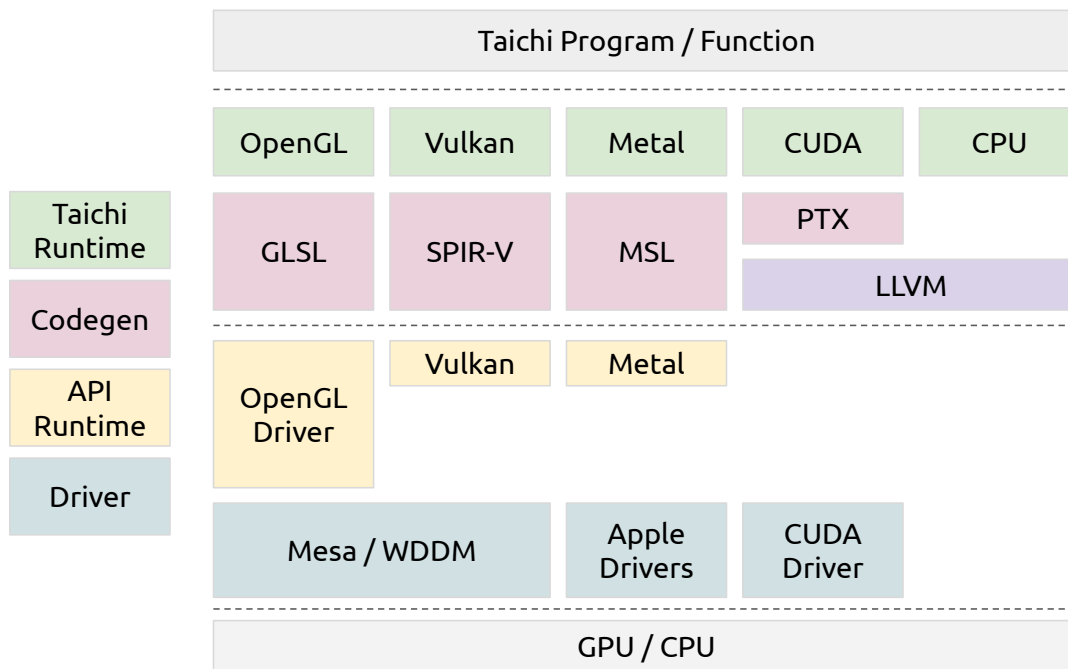 Taichi Program / Function
OpenGL
Vulkan
Metal
CUDA
CPU
Taichi
Runtime
GLSL
SPIR-V
MSL
PTX
LLVM
Codegen
API
Runtime
OpenGL
Driver
Vulkan
Metal
Driver
Mesa / WDDM
Apple
Drivers
CUDA
Driver
GPU / CPU